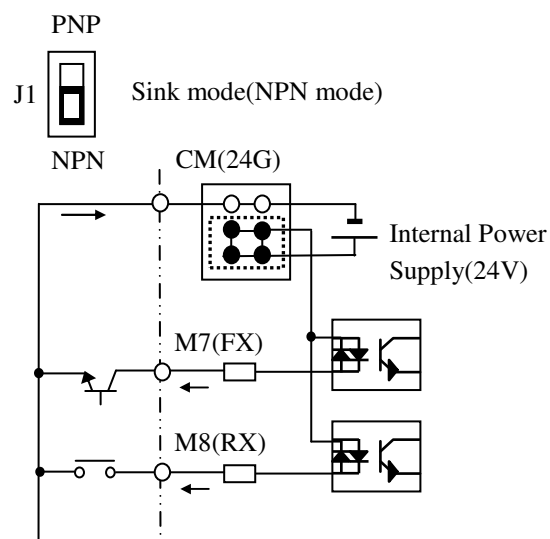 PNP
J1
Sink mode(NPN mode)
NPN
CM(24G)
Internal Power
Supply(24V)
M7(FX)
M8(RX)